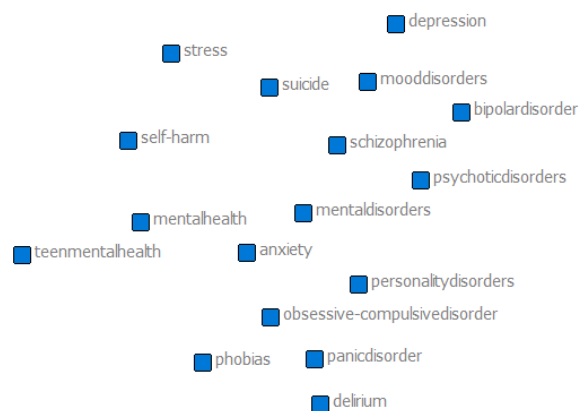 depression
stress
mooddisorders
suicide
bipolardisorder
self-harm
schizophrenia
psychoticdisorders
mentaldisorders
mentalhealth
anxiety
teenmentalhealth
personalitydisorders
obsessive-compulsivedisorder
panicdisorder
phobias
delirium